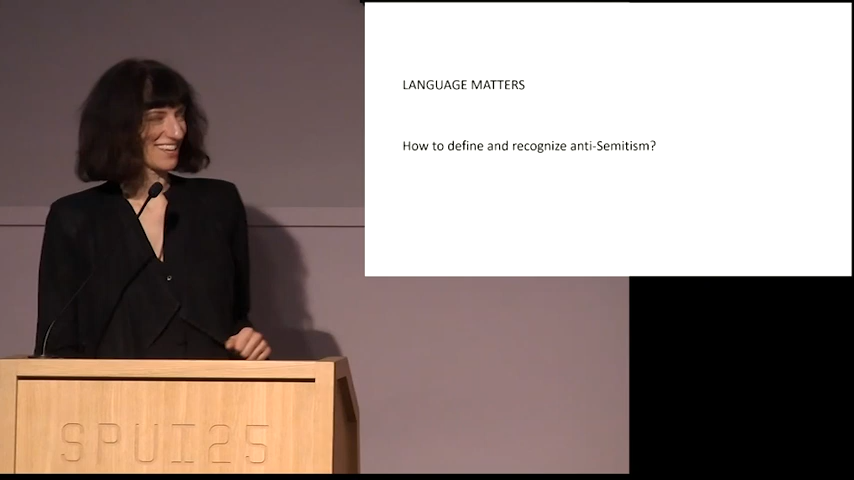 LANGUAGE MATTERS
How to define and recognize anti-Semitism?
SPUI25